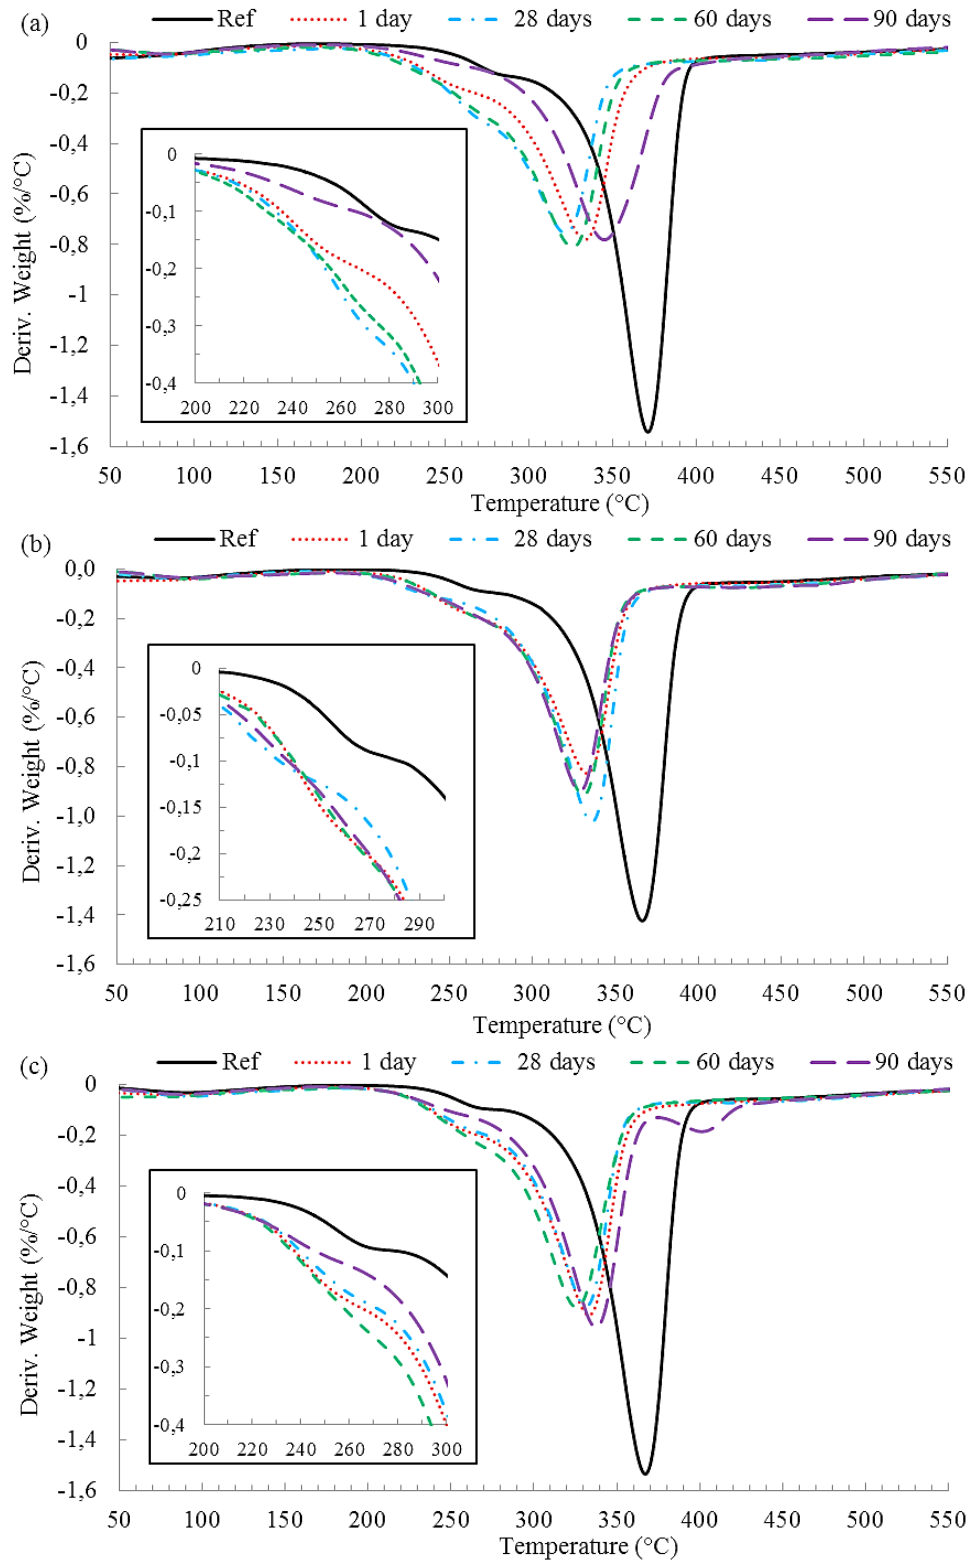 (a) Ref 1 day 28 days 60 days 90 days
0
-0,2
-0,4
-0,6
-0,8
-1
-1,2
-1,4
-1,6
Deriv. Weight (%/°C)
50 100 150 200 250 300 350 400 450 500 550
Temperature (°C)
0
-0,1
-0,2
-0,3
-0,4
200 220 240 260 280 300
(b) Ref 1 day 28 days 60 days 90 days
0,0
-0,2
-0,4
-0,6
-0,8
-1,0
-1,2
-1,4
-1,6
Deriv. Weight (%/°C)
50 100 150 200 250 300 350 400 450 500 550
Temperature (°C)
0
-0,05
-0,1
-0,15
-0,2
-0,25
210 230 250 270 290
(c) Ref 1 day 28 days 60 days 90 days
0
-0,2
-0,4
-0,6
-0,8
-1
-1,2
-1,4
-1,6
Deriv. Weight (%/°C)
50 100 150 200 250 300 350 400 450 500 550
Temperature (°C)
0
-0,1
-0,2
-0,3
-0,4
200 220 240 260 280 300